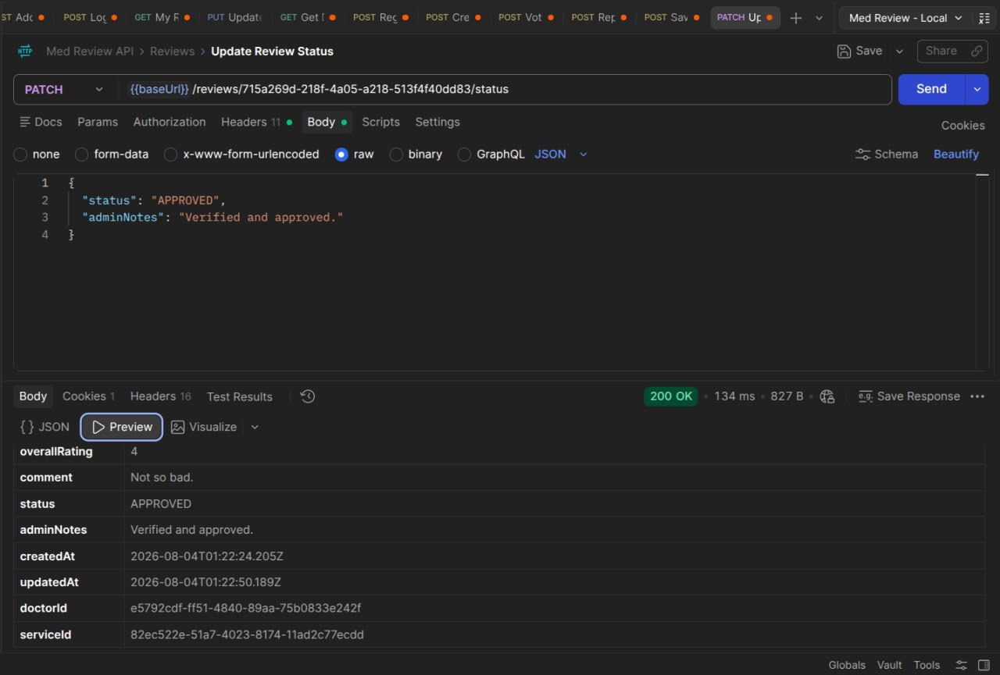 ST Adc POST Log GET My R PUT Update GET Get [ POST Reg POST Cre POST Vot POST Rep POST Sav PATCH Up Med Review - Local
HTTP Med Review API > Reviews > Update Review Status Save Share
PATCH {{baseUrl}} /reviews/715a269d-218f-4a05-a218-513f4f40dd83/status Send
Docs Params Authorization Headers 11 Body Scripts Settings Cookies
none form-data x-www-form-urlencoded raw binary GraphQL JSON Schema Beautify
1 {
2 "status": "APPROVED",
3 "adminNotes": "Verified and approved."
4 }
Body Cookies 1 Headers 16 Test Results 200 OK • 134 ms • 827 B • e.g. Save Response
{ } JSON Preview Visualize
overallRating 4
comment Not so bad.
status APPROVED
adminNotes Verified and approved.
createdAt 2026-08-04T01:22:24.205Z
updatedAt 2026-08-04T01:22:50.189Z
doctorId e5792cdf-ff51-4840-89aa-75b0833e242f
serviceId 82ec522e-51a7-4023-8174-11ad2c77ecdd
Globals Vault Tools